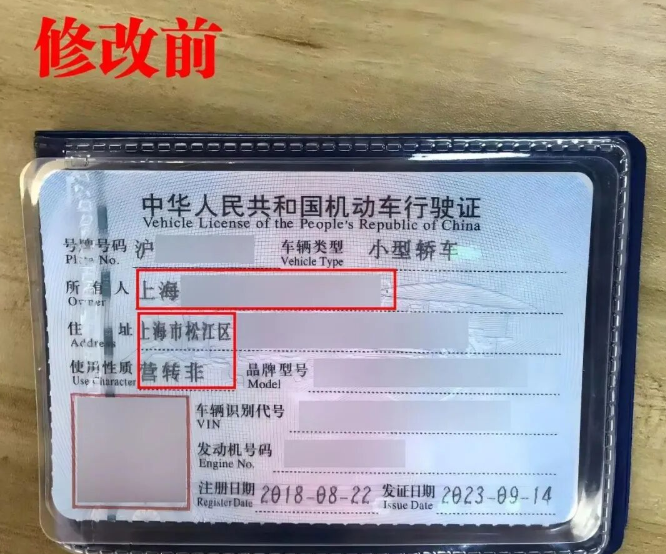 修改前
中华人民共和国机动车行驶证
Vehicle License of the People's Republic of China
号牌号码 沪 车辆类型 小型轿车
Plate No. Vehicle Type
所有人 上海
Owner
住址 上海市松江区
Address
使用性质 营转非 品牌型号
Use Character Model
车辆识别代号
VIN
发动机号码
Engine No.
注册日期 2018-08-22 发证日期 2023-09-14
Register Date Issue Date